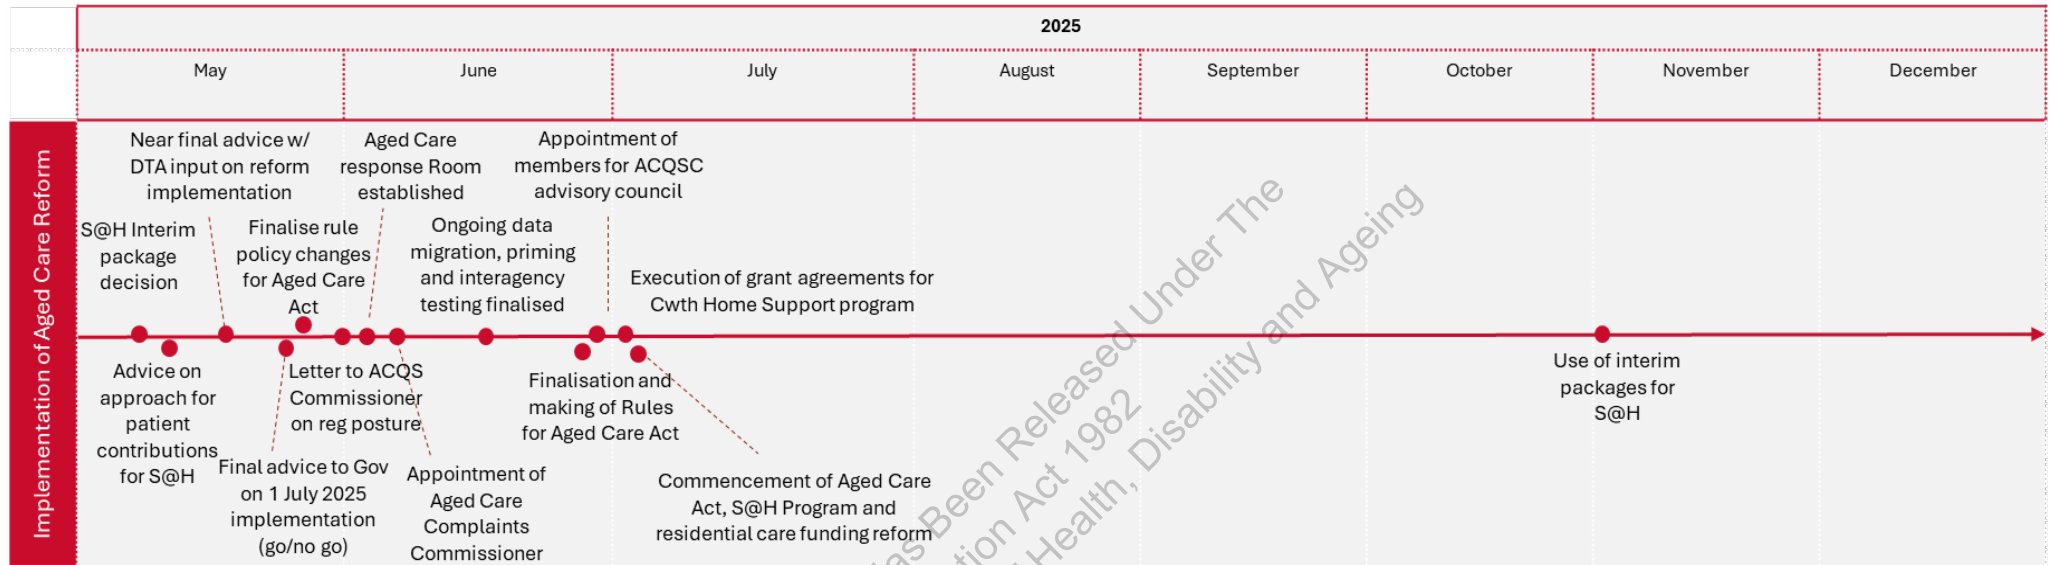 2025
May
June
July
August
September
October
November
December
Implementation of Aged Care Reform
Near final advice w/
DTA input on reform
implementation
Aged Care
response Room
established
Appointment of
members for ACQSC
advisory council
S@H Interim
package
decision
Finalise rule
policy changes
for Aged Care
Act
Ongoing data
migration, priming
and interagency
testing finalised
Execution of grant agreements for
Cwth Home Support program
Advice on
approach for
patient
contributions
for S@H
Letter to ACQS
Commissioner
on reg posture
Finalisation and
making of Rules
for Aged Care Act
Use of interim
packages for
S@H
Final advice to Gov
on 1 July 2025
implementation
(go/no go)
Appointment of
Aged Care
Complaints
Commissioner
Commencement of Aged Care
Act, S@H Program and
residential care funding reform
Been Released Under The
Act 1982
Health, Disability and Ageing